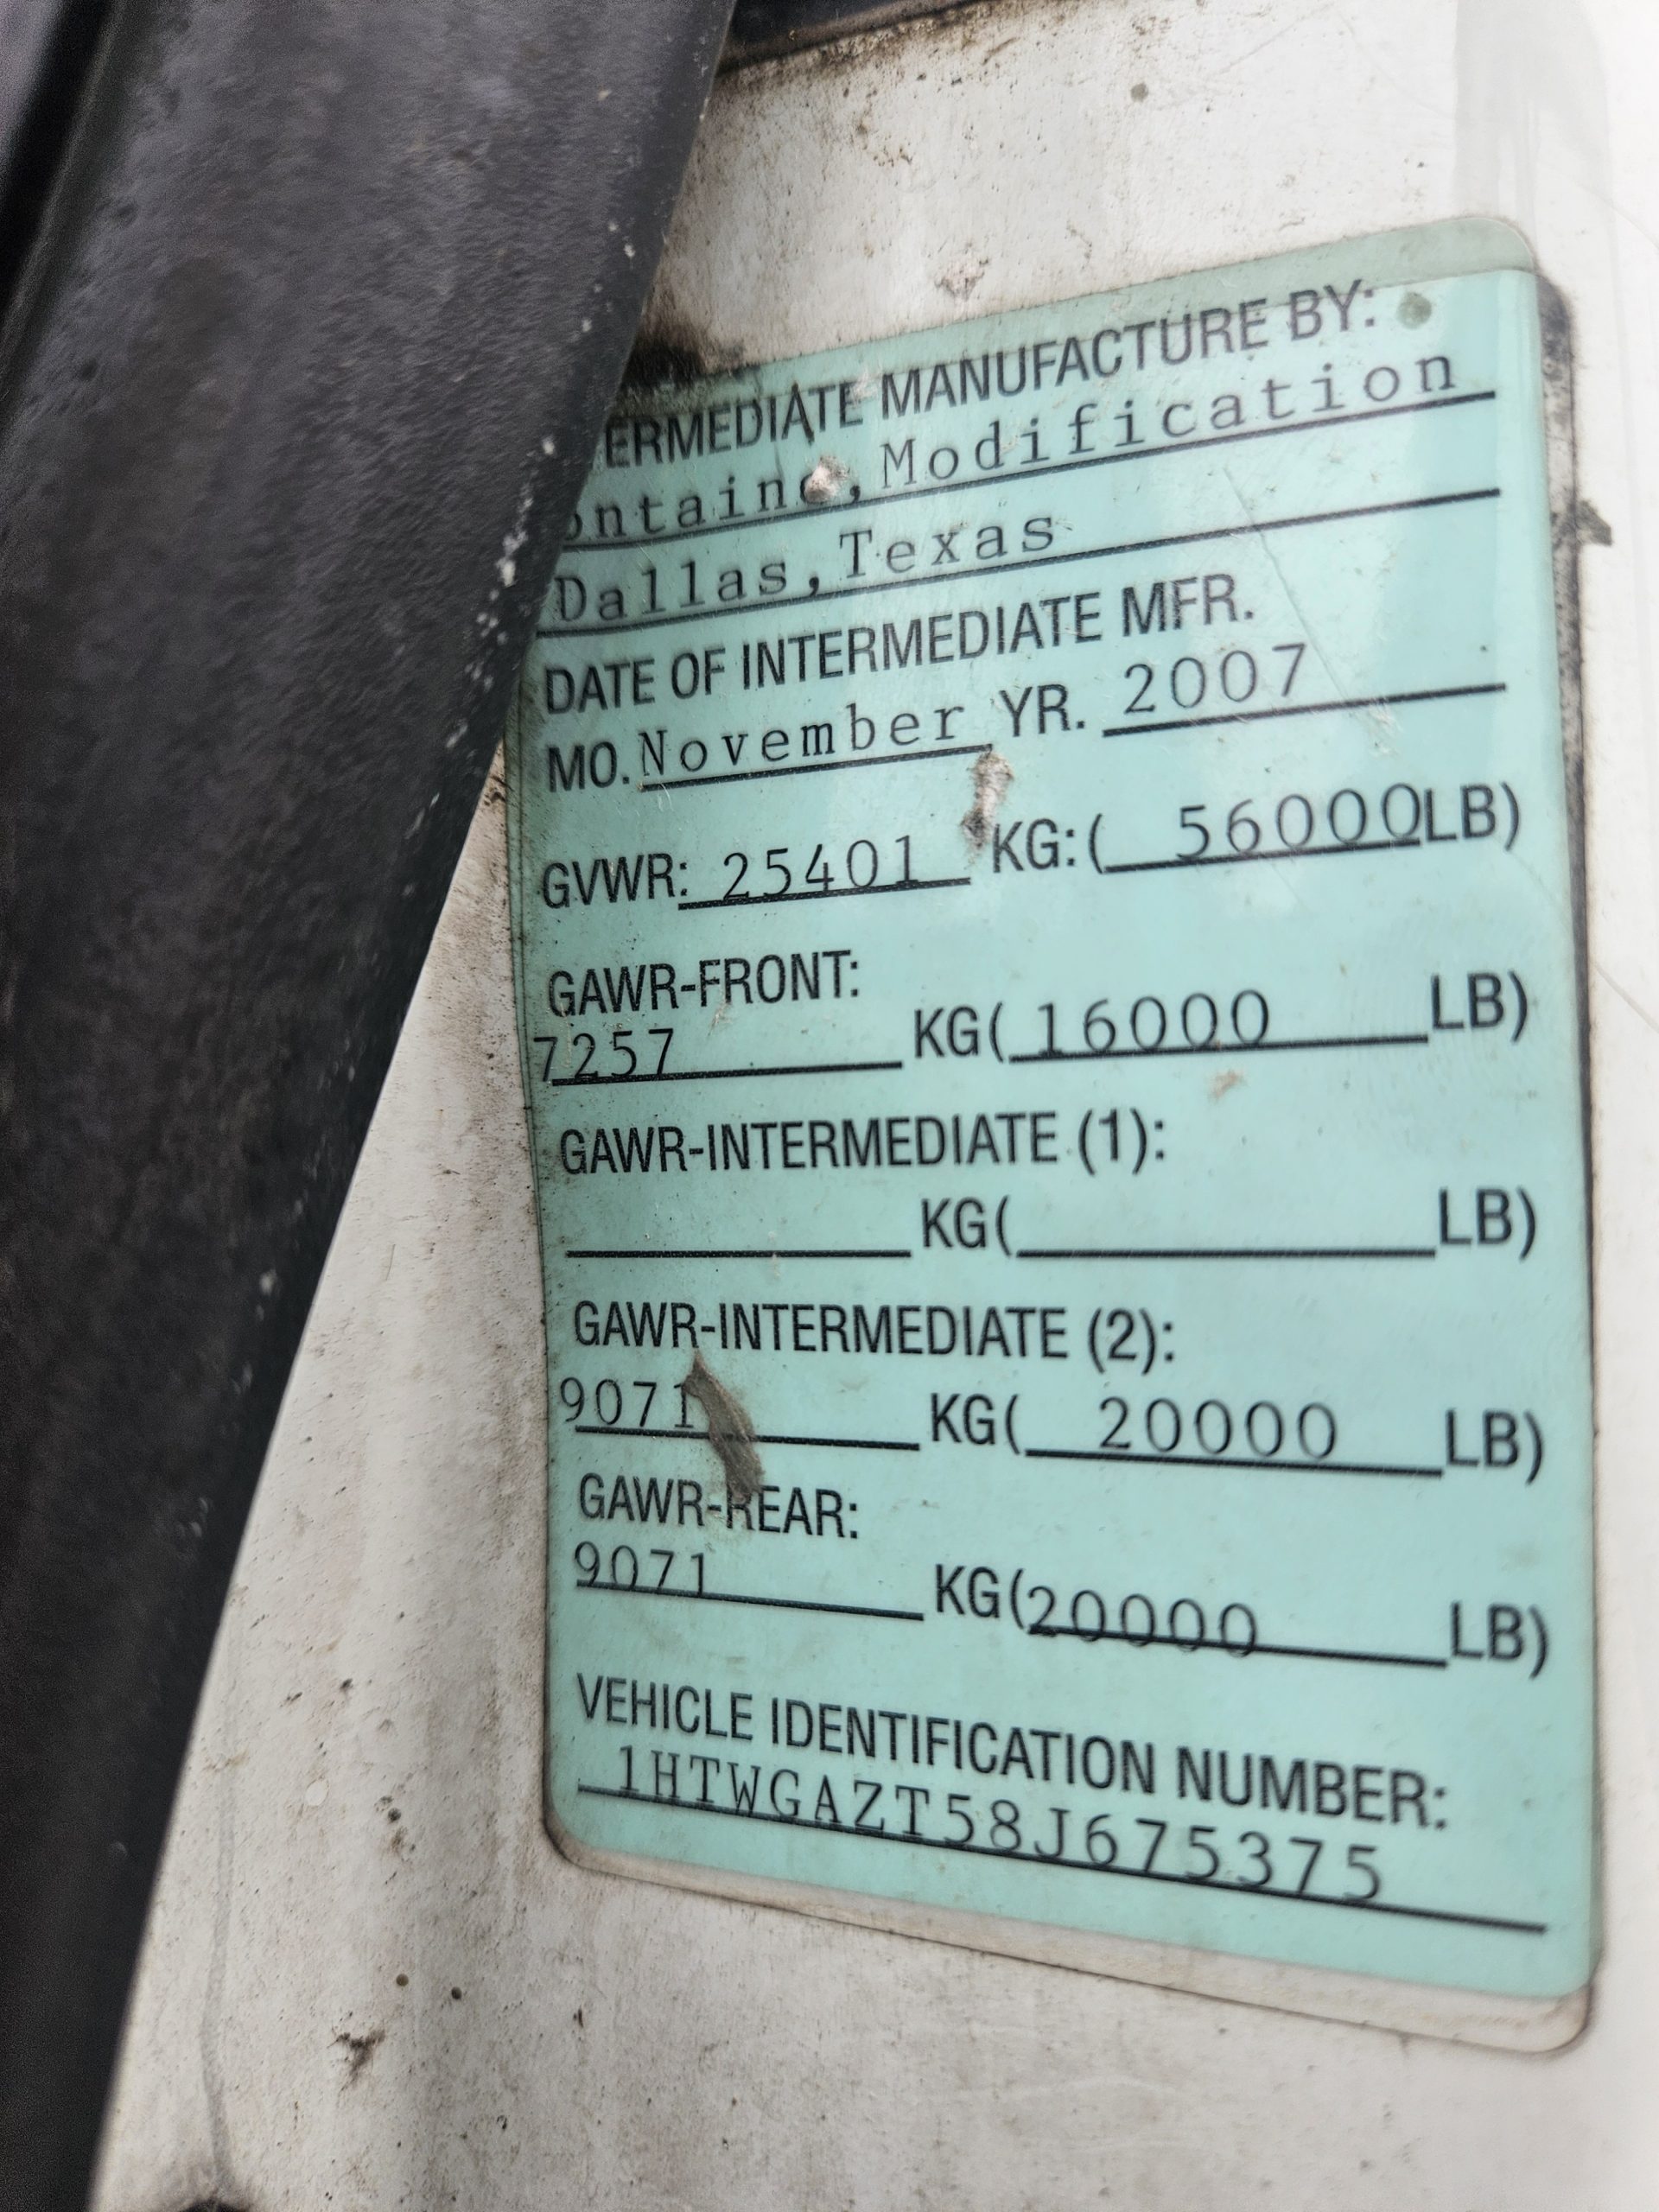 ERMEDIATE MANUFACTURE BY:
Modification
Dallas, Texas
DATE OF INTERMEDIATE MFR.
MO. November YR. 2007
GVWR: 25401 KG: ( 56000 LB)
GAWR-FRONT:
7257 KG( 16000 LB)
GAWR-INTERMEDIATE (1):
KG( LB)
GAWR-INTERMEDIATE (2):
9071 KG( 20000 LB)
GAWR-REAR:
9071 KG(20000 LB)
VEHICLE IDENTIFICATION NUMBER:
1HTWGAZT58J675375